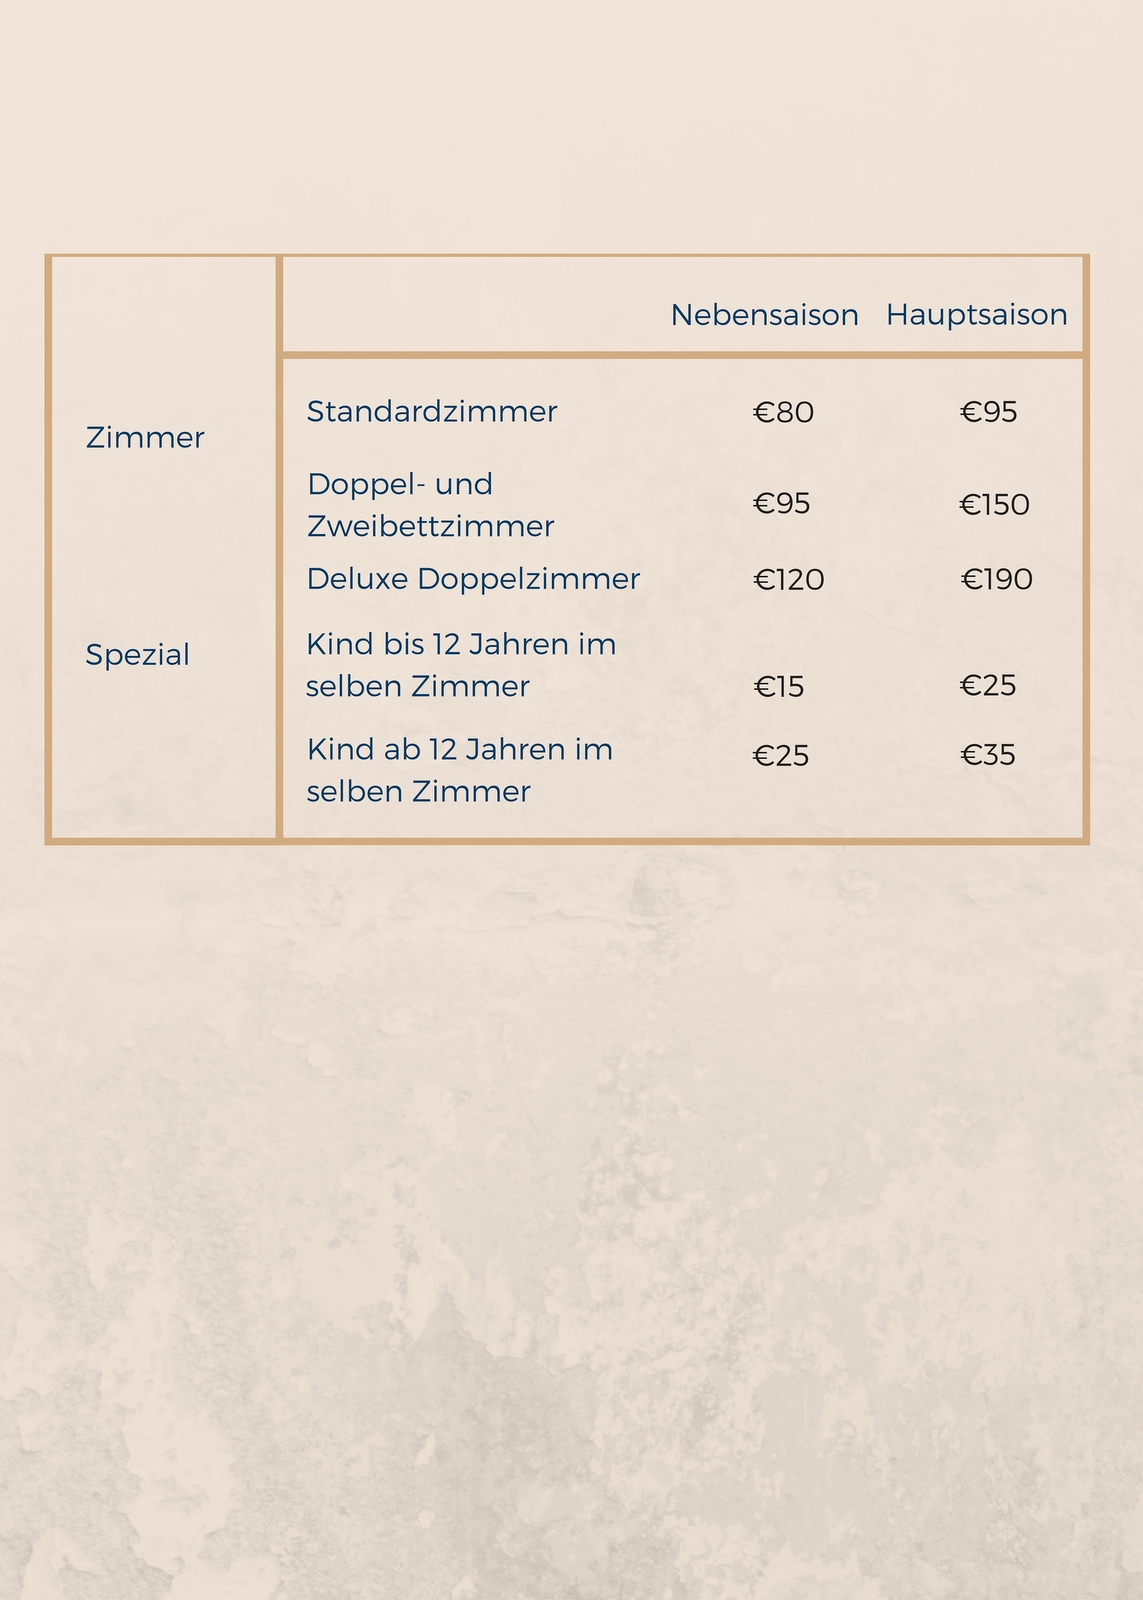 Nebensaison Hauptsaison
Zimmer
Standardzimmer €80 €95
Doppel- und
Zweibettzimmer €95 €150
Deluxe Doppelzimmer €120 €190
Spezial
Kind bis 12 Jahren im
selben Zimmer €15 €25
Kind ab 12 Jahren im €25 €35
selben Zimmer